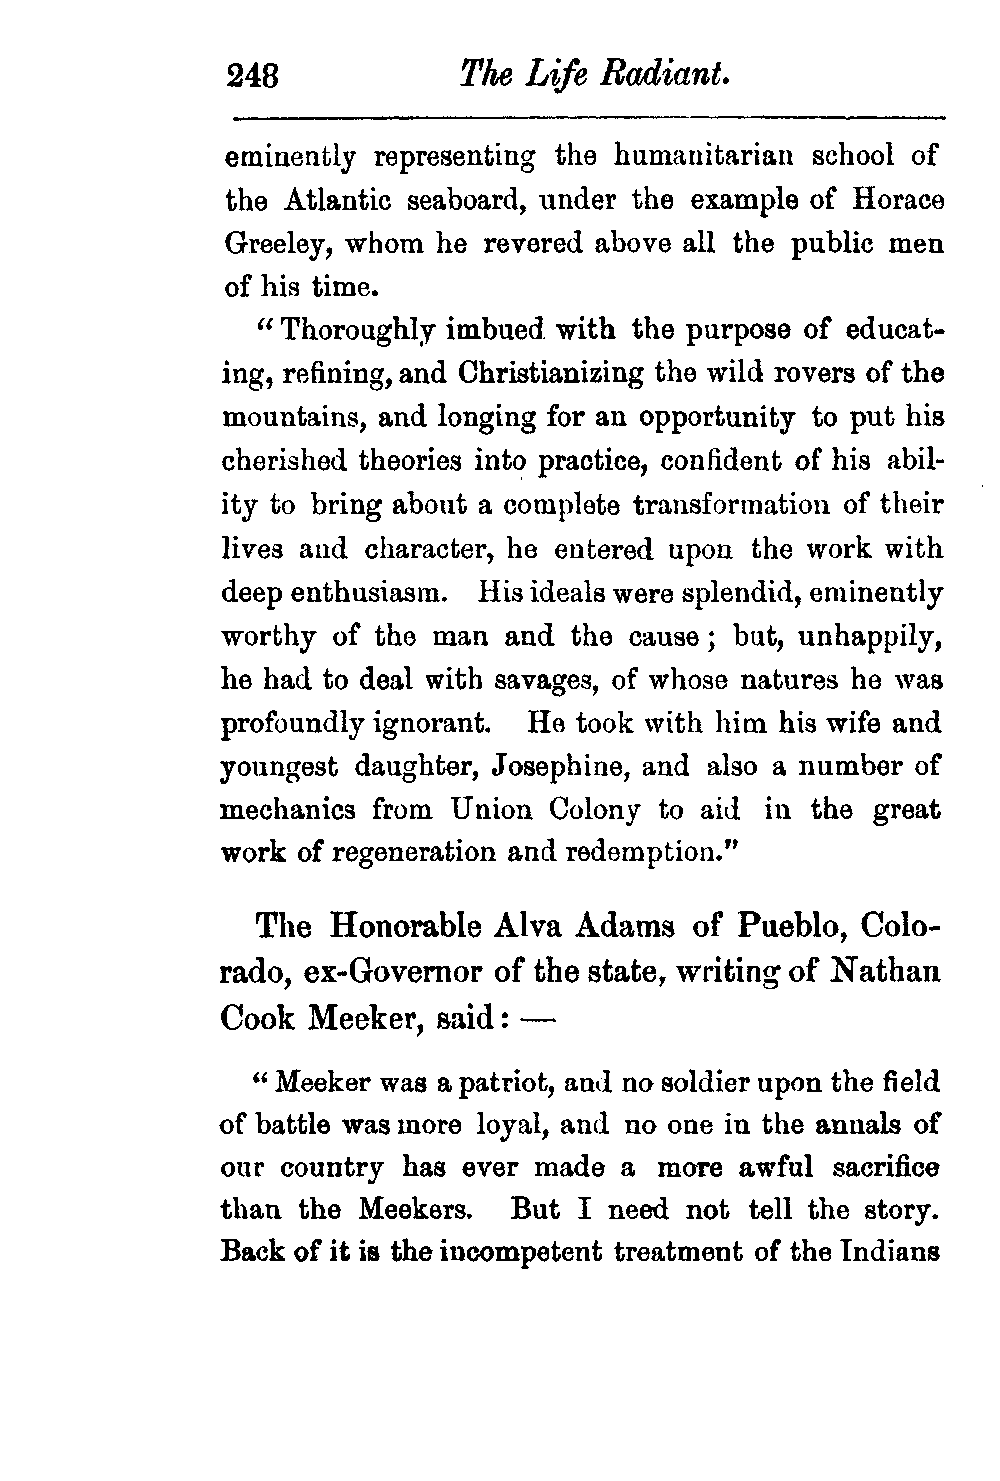 248 The Life Radiant.
eminently representing the humanitarian school of
the Atlantic seaboard, under the example of Horace
Greeley, whom he revered above all the public men
of his time.
“Thoroughly imbued with the purpose of educat-
ing, refining, and Christianizing the wild rovers of the
mountains, and longing for an opportunity to put his
cherished theories into practice, confident of his abil-
ity to bring about a complete transformation of their
lives and character, he entered upon the work with
deep enthusiasm. His ideals were splendid, eminently
worthy of the man and the cause; but, unhappily,
he had to deal with savages, of whose natures he was
profoundly ignorant. He took with him his wife and
youngest daughter, Josephine, and also a number of
mechanics from Union Colony to aid in the great
work of regeneration and redemption.”
The Honorable Alva Adams of Pueblo, Colo-
rado, ex-Governor of the state, writing of Nathan
Cook Meeker, said: —
“Meeker was a patriot, and no soldier upon the field
of battle was more loyal, and no one in the annals of
our country has ever made a more awful sacrifice
than the Meekers. But I need not tell the story.
Back of it is the incompetent treatment of the Indians